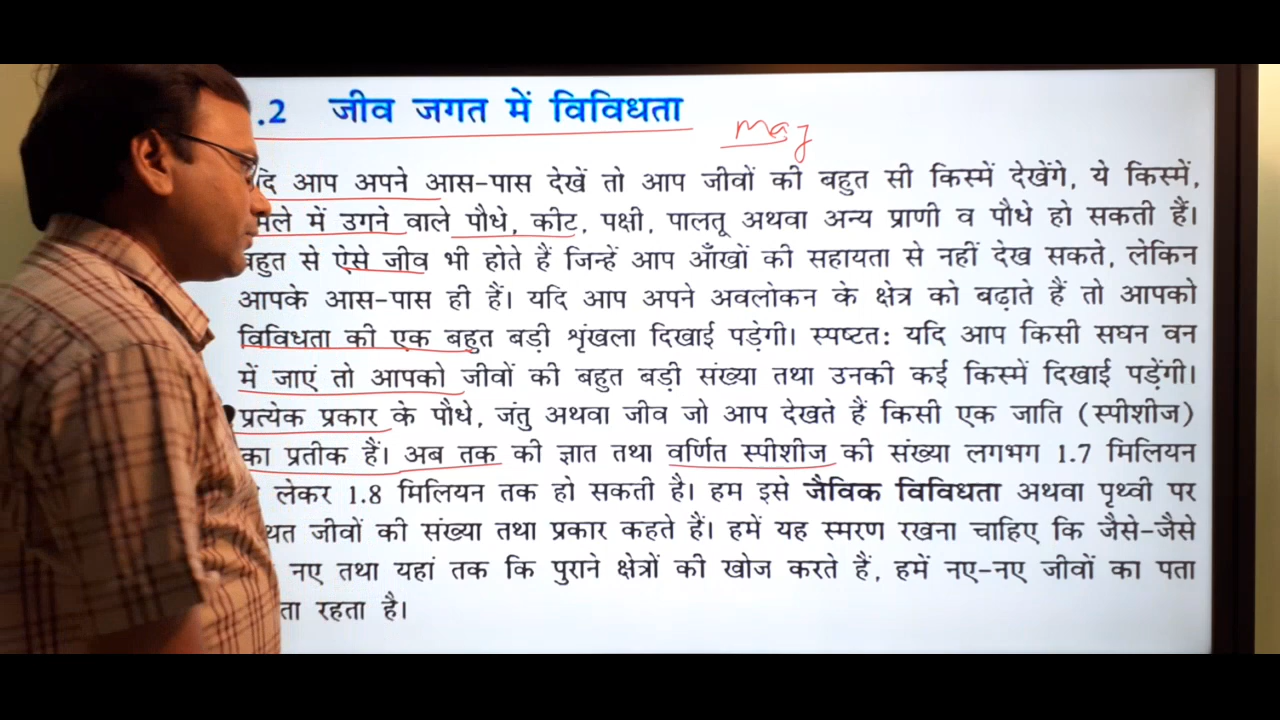 .2 जीव जगत में विविधता
आप अपने आस-पास देखें तो आप जीवों की बहुत सी किस्में देखेंगे, ये किस्में,
में उगने वाले पौधे, कीट, पक्षी, पालतू अथवा अन्य प्राणी व पौधे हो सकती हैं।
बहुत से ऐसे जीव भी होते हैं जिन्हें आप आँखों की सहायता से नहीं देख सकते, लेकिन
आपके आस-पास ही हैं। यदि आप अपने अवलोकन के क्षेत्र को बढ़ाते हैं तो आपको
विविधता की एक बहुत बड़ी शृंखला दिखाई पड़ेगी। स्पष्टतः यदि आप किसी सघन वन
में जाएं तो आपको जीवों की बहुत बड़ी संख्या तथा उनकी कई किस्में दिखाई पड़ेंगी।
प्रत्येक प्रकार के पौधे, जंतु अथवा जीव जो आप देखते हैं किसी एक जाति (स्पीशीज)
का प्रतीक हैं। अब तक की ज्ञात तथा वर्णित स्पीशीज की संख्या लगभग 1.7 मिलियन
लेकर 1.8 मिलियन तक हो सकती है। हम इसे जैविक विविधता अथवा पृथ्वी पर
जीवों की संख्या तथा प्रकार कहते हैं। हमें यह स्मरण रखना चाहिए कि जैसे-जैसे
नए तथा यहां तक कि पुराने क्षेत्रों की खोज करते हैं, हमें नए-नए जीवों का पता
रहता है।